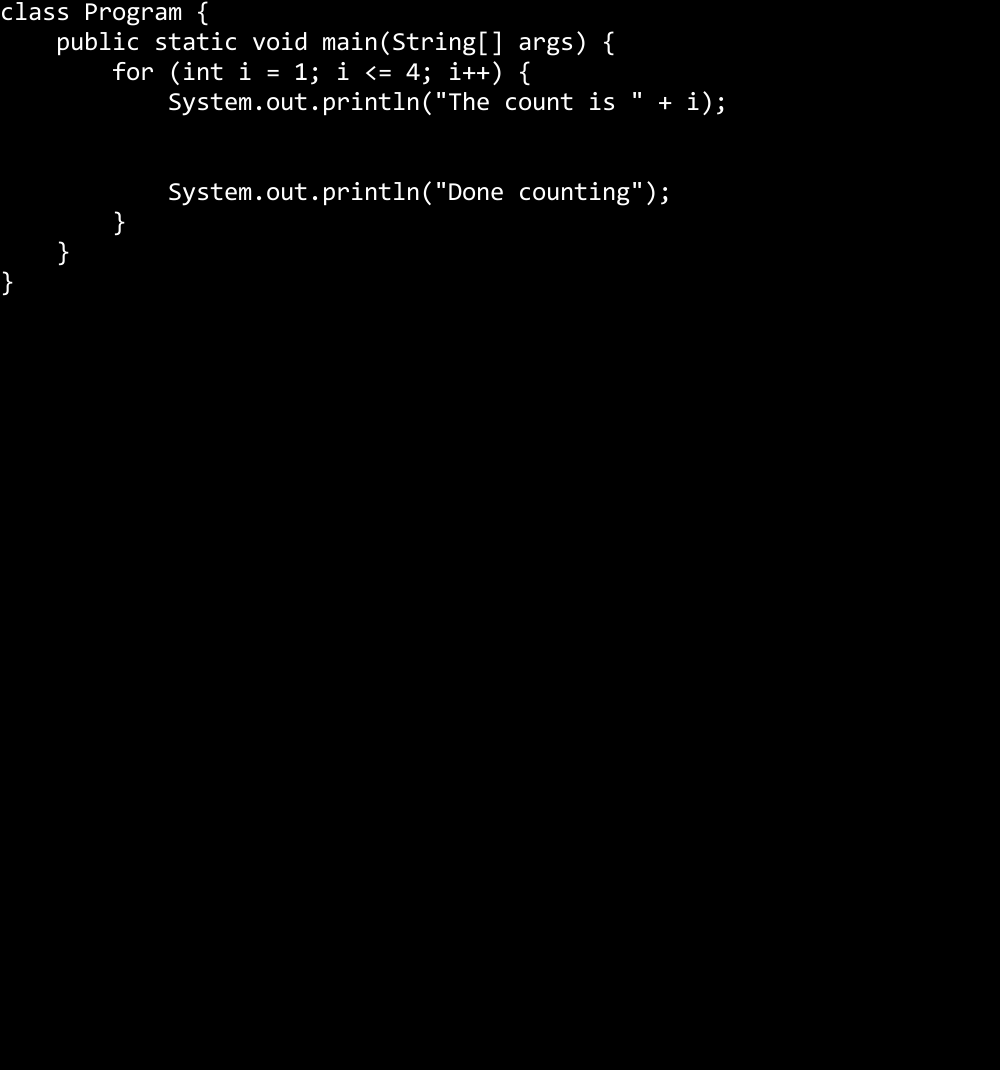 class Program {
    public static void main(String[] args) {
        for (int i = 1; i <= 4; i++) {
            System.out.println("The count is " + i);
            System.out.println("Done counting");
        }
    }
}